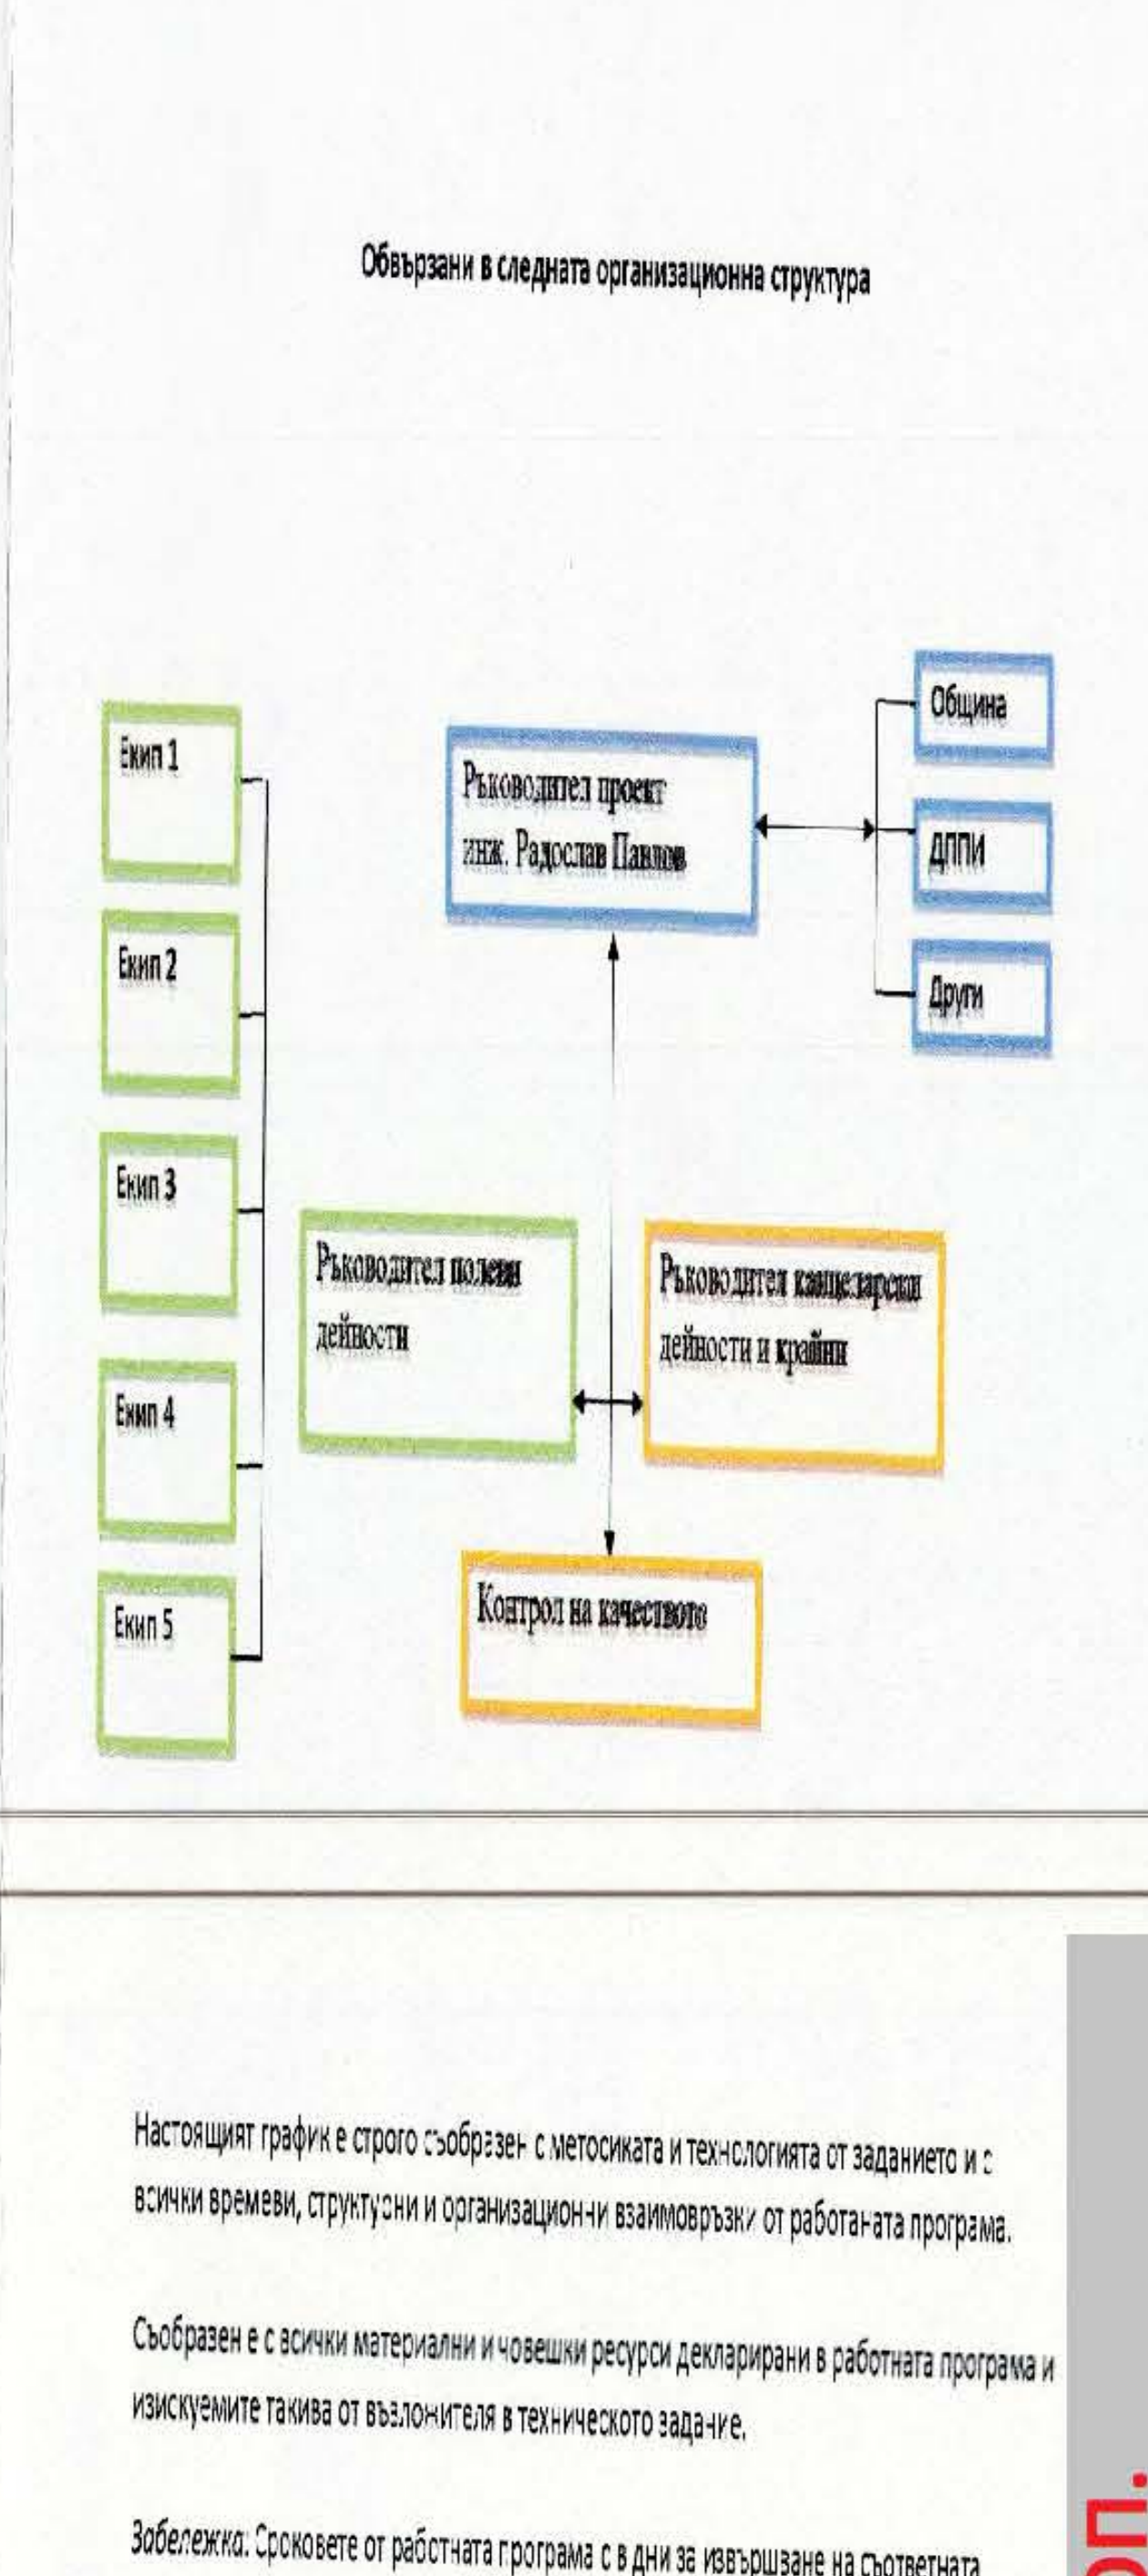 Обвързани в следната организационна структура
Екип 1
Екип 2
Екип 3
Екип 4
Екип 5
Ръководител проект
инж. Радослав Павлов
Община
ДППИ
Други
Ръководител полеви
дейности
Ръководител канцеларски
дейности и крайни
Контрол на качеството
Настоящият график е строго съобразен с метосиката и технологията от заданието и с
всички времеви, структурни и организационни взаимовръзки от работаната програма.
Съобразен е с всички материални и човешки ресурси декларирани в работната програма и
изискуемите такива от възложителя в техническото задание.
Забележка: Сроковете от работната програма с в дни за извършване на съответната